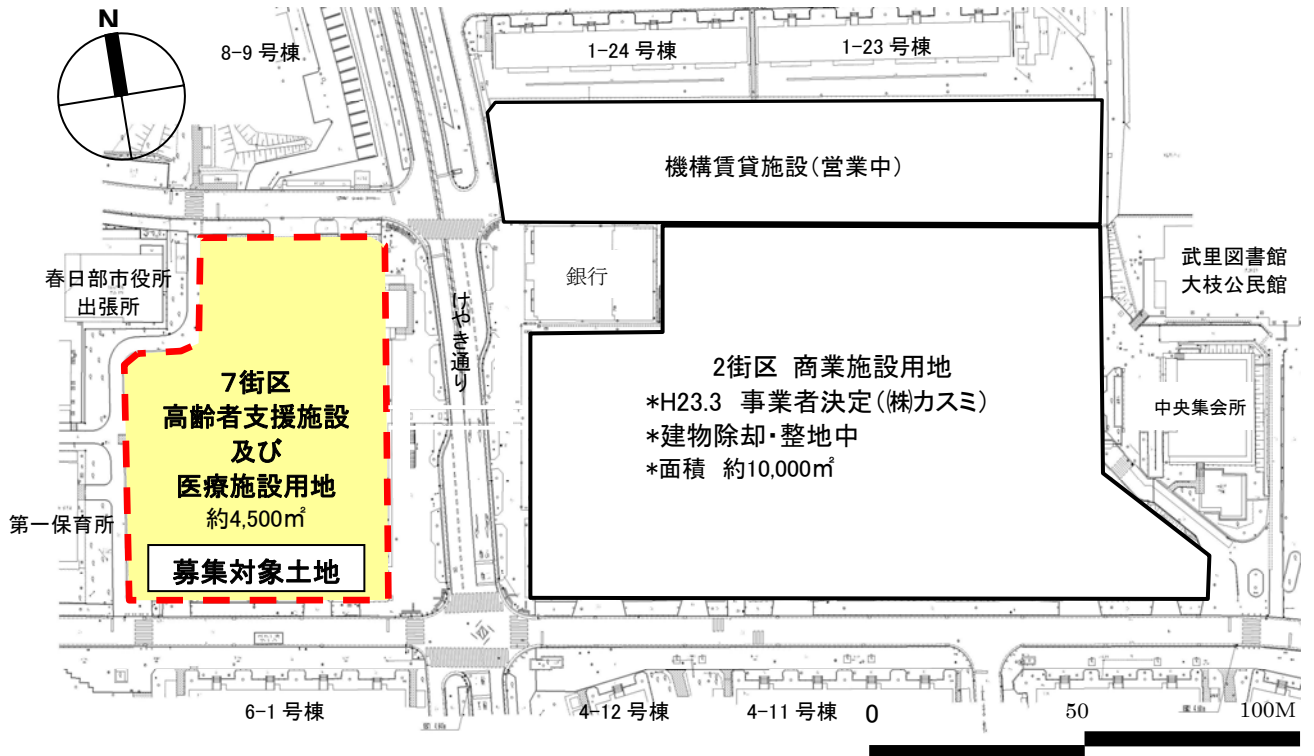 N
8-9 号棟
1-24 号棟
1-23 号棟
機構賃貸施設(営業中)
春日部市役所
出張所
けやき通り
銀行
武里図書館
大枝公民館
7街区
高齢者支援施設
及び
医療施設用地
約4,500㎡
募集対象土地
2街区 商業施設用地
*H23.3 事業者決定(㈱カスミ)
*建物除却・整地中
*面積 約10,000㎡
中央集会所
第一保育所
6-1 号棟
4-12 号棟
4-11 号棟
0
50
100M